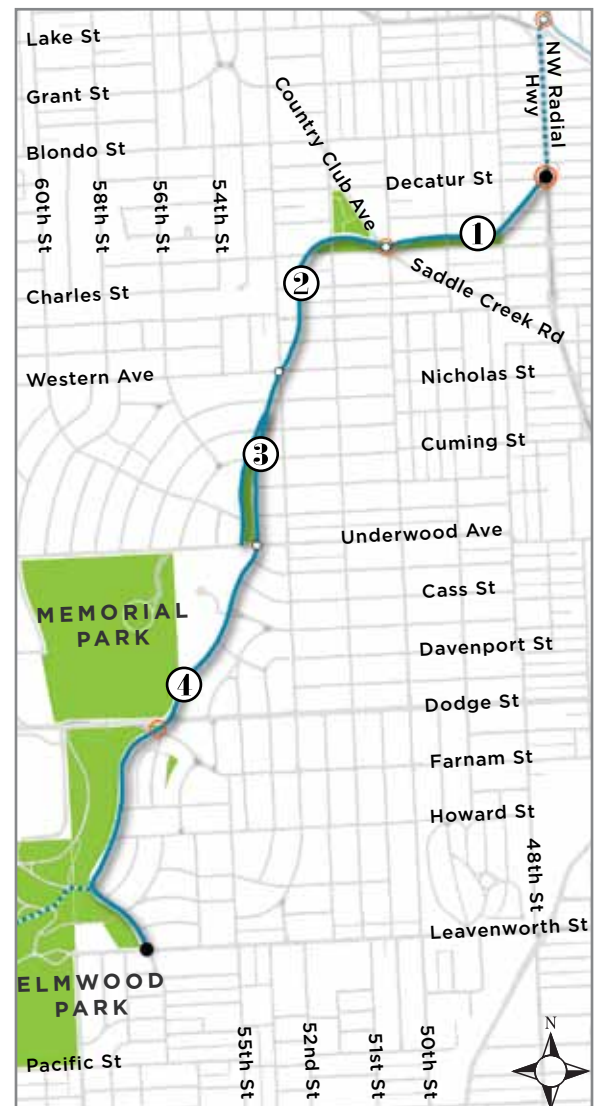 Lake St
NW Radial
Hwy
Grant St
Country Club Ave
Blondo St
Decatur St
60th St
58th St
56th St
54th St
1
Saddle Creek Rd
2
Charles St
Western Ave
Nicholas St
3
Cuming St
Underwood Ave
Cass St
MEMORIAL
PARK
Davenport St
4
Dodge St
Farnam St
Howard St
48th St
Leavenworth St
ELMWOOD
PARK
55th St
52nd St
51st St
50th St
N
Pacific St